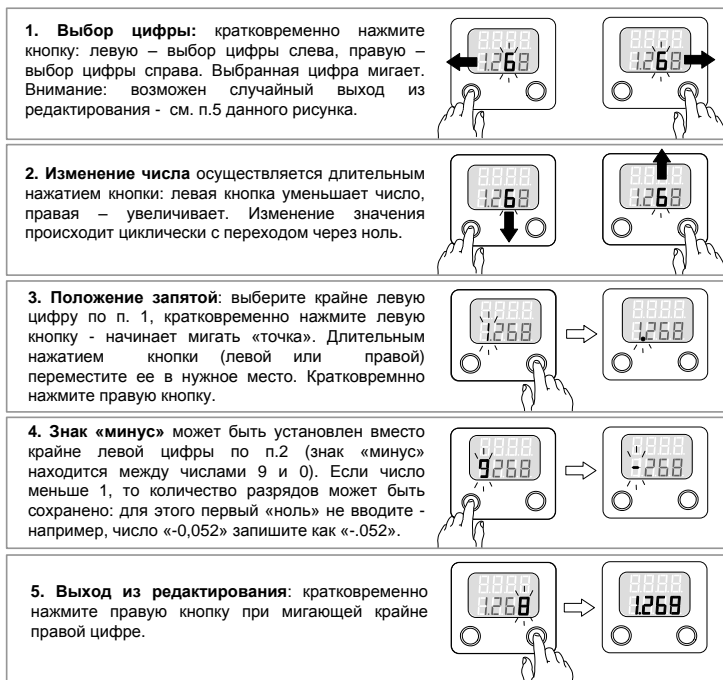 1. Выбор цифры: кратковременно нажмите
кнопку: левую – выбор цифры слева, правую –
выбор цифры справа. Выбранная цифра мигает.
Внимание: возможен случайный выход из
редактирования - см. п.5 данного рисунка.
1.268
1.268
2. Изменение числа осуществляется длительным
нажатием кнопки: левая кнопка уменьшает число,
правая – увеличивает. Изменение значения
происходит циклически с переходом через ноль.
1.268
1.268
3. Положение запятой: выберите крайне левую
цифру по п. 1, кратковременно нажмите левую
кнопку - начинает мигать «точка». Длительным
нажатием кнопки (левой или правой)
переместите ее в нужное место. Кратковремнно
нажмите правую кнопку.
1.268
1.268
4. Знак «минус» может быть установлен вместо
крайне левой цифры по п.2 (знак «минус»
находится между числами 9 и 0). Если число
меньше 1, то количество разрядов может быть
сохранено: для этого первый «ноль» не вводите -
например, число «-0,052» запишите как «-.052».
9268
-268
5. Выход из редактирования: кратковременно
нажмите правую кнопку при мигающей крайне
правой цифре.
1.268
1.268